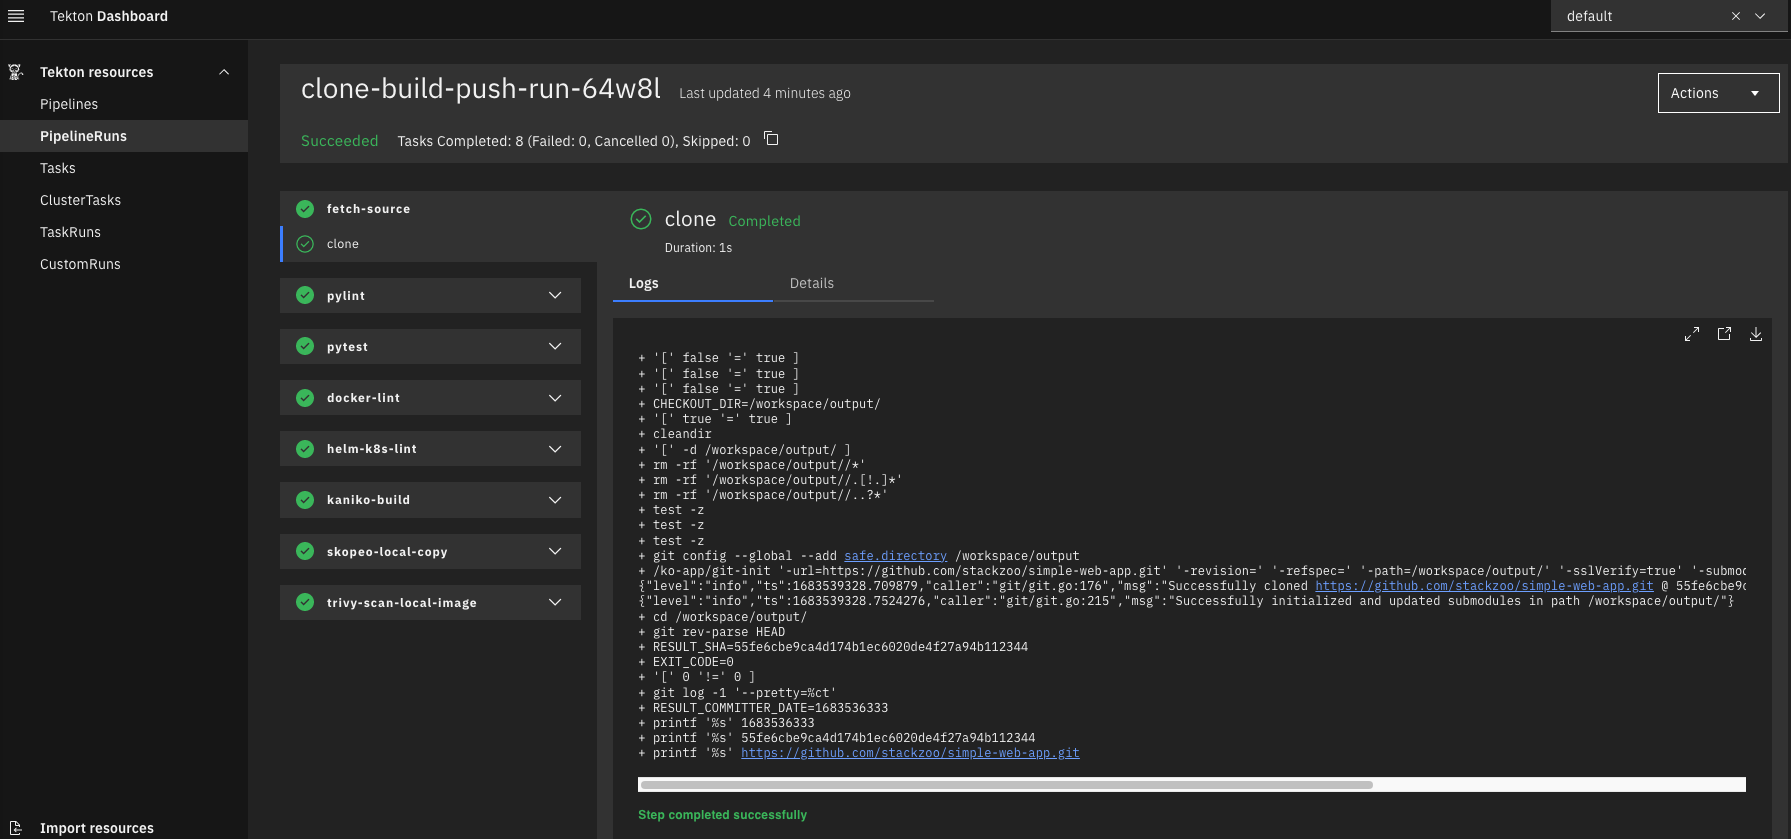 Tekton Dashboard
default
Tekton resources
Pipelines
PipelineRuns
Tasks
ClusterTasks
TaskRuns
CustomRuns
Import resources
clone-build-push-run-64w8l Last updated 4 minutes ago
Actions
Succeeded Tasks Completed: 8 (Failed: 0, Cancelled 0), Skipped: 0
fetch-source
clone
pylint
pytest
docker-lint
helm-k8s-lint
kaniko-build
skopeo-local-copy
trivy-scan-local-image
clone Completed
Duration: 1s
Logs Details
+ '[' false '=' true ]
+ '[' false '=' true ]
+ '[' false '=' true ]
+ CHECKOUT_DIR=/workspace/output/
+ '[' true '=' true ]
+ cleandir
+ '[' -d /workspace/output/ ]
+ rm -rf '/workspace/output//*'
+ rm -rf '/workspace/output//.[!.]*'
+ rm -rf '/workspace/output//..?*'
+ test -z
+ test -z
+ test -z
+ git config --global --add safe.directory /workspace/output
+ /ko-app/git-init '-url=https://github.com/stackzoo/simple-web-app.git' '-revision=' '-refspec=' '-path=/workspace/output/' '-sslVerify=true' '-submod
{"level":"info","ts":1683539328.709879,"caller":"git/git.go:176","msg":"Successfully cloned https://github.com/stackzoo/simple-web-app.git @ 55fe6cbe9c
{"level":"info","ts":1683539328.7524276,"caller":"git/git.go:215","msg":"Successfully initialized and updated submodules in path /workspace/output/"}
+ cd /workspace/output/
+ git rev-parse HEAD
+ RESULT_SHA=55fe6cbe9ca4d174b1ec6020de4f27a94b112344
+ EXIT_CODE=0
+ '[' 0 '!=' 0 ]
+ git log -1 '--pretty=%ct'
+ RESULT_COMMITTER_DATE=1683536333
+ printf '%s' 1683536333
+ printf '%s' 55fe6cbe9ca4d174b1ec6020de4f27a94b112344
+ printf '%s' https://github.com/stackzoo/simple-web-app.git
Step completed successfully